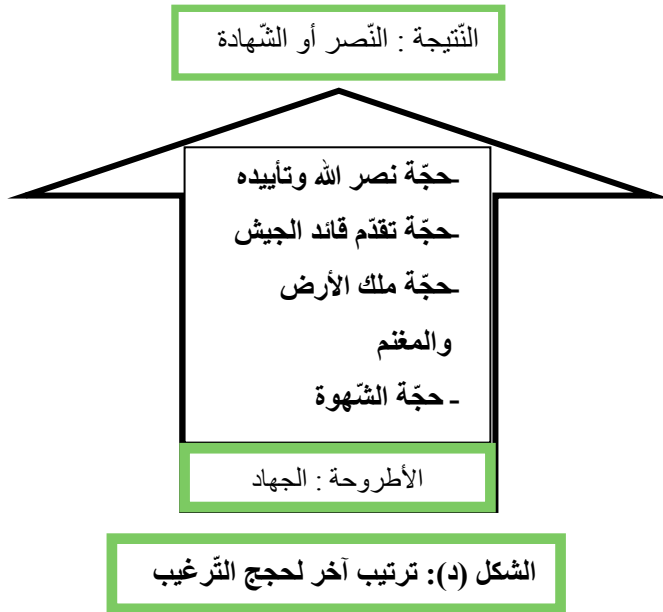 النّتيجة : النّصر أو الشّهادة
-حجّة نصر الله وتأييده
-حجّة تقدّم قائد الجيش
-حجّة ملك الأرض
والمغنم
- حجّة الشّهوة
الأطروحة : الجهاد
الشكل (د): ترتيب آخر لحجج التّرغيب